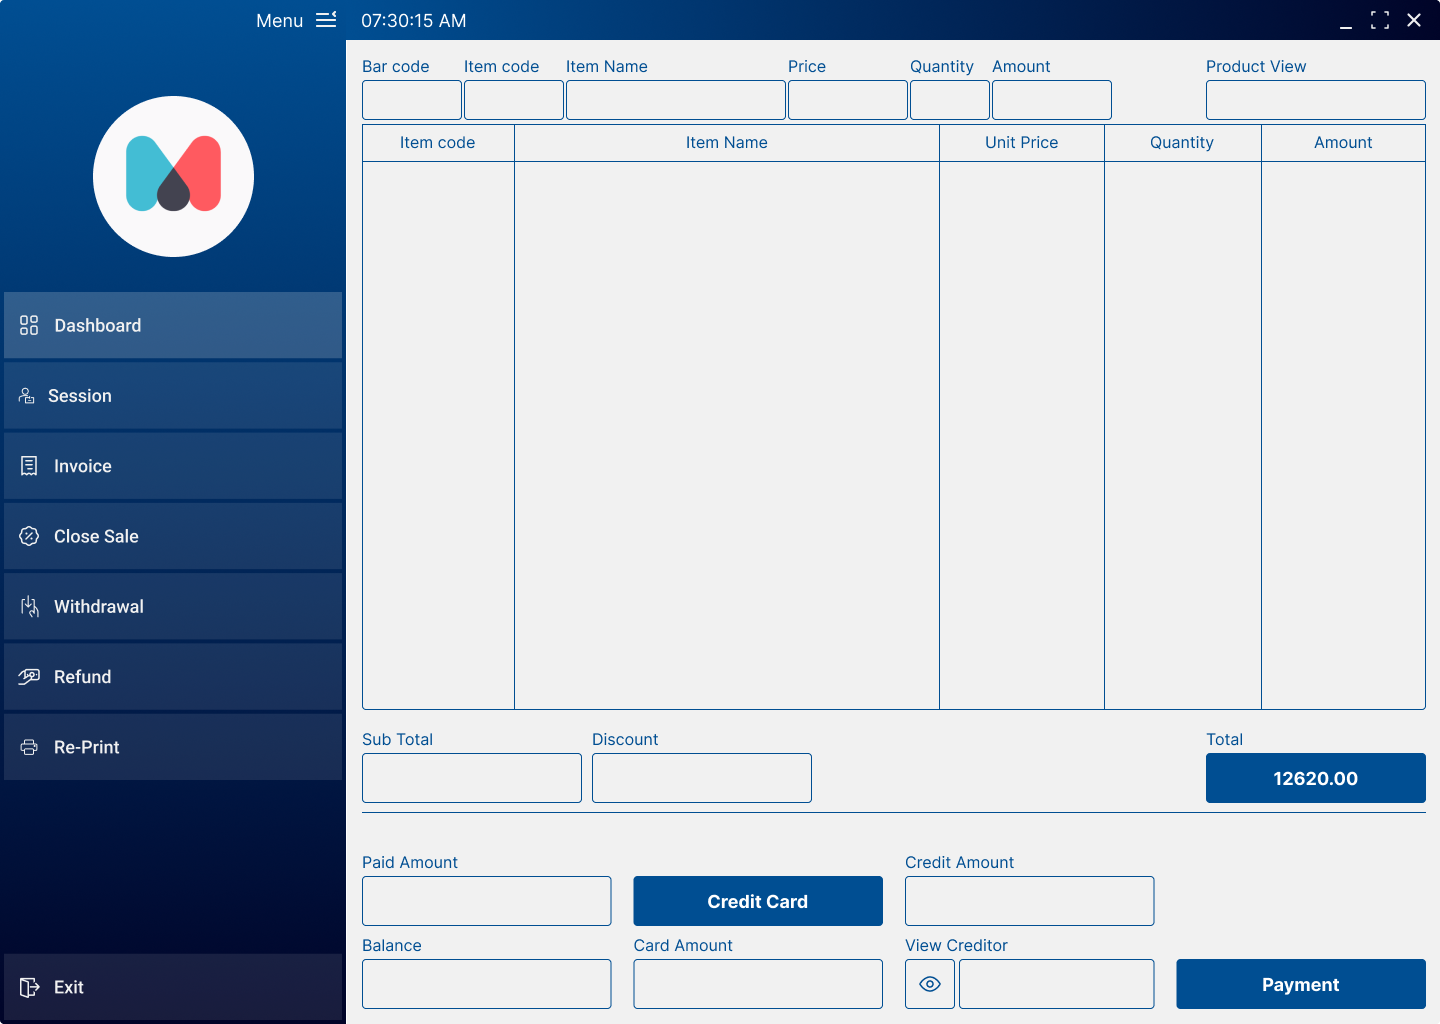 Menu
07:30:15 AM
Dashboard
Session
Invoice
Close Sale
Withdrawal
Refund
Re-Print
Exit
Bar code Item code Item Name Price Quantity Amount Product View
Item code Item Name Unit Price Quantity Amount
Sub Total Discount Total
12620.00
Paid Amount Credit Amount
Credit Card
Balance Card Amount View Creditor
Payment